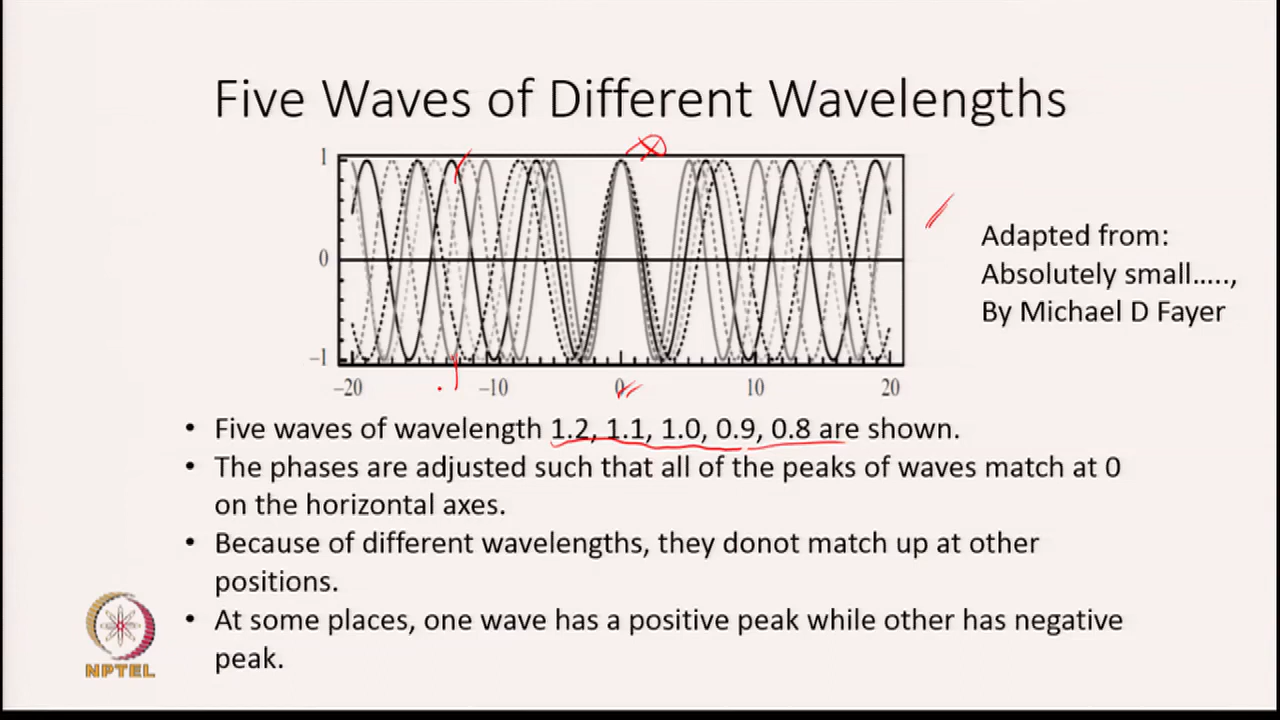 Five Waves of Different Wavelengths
1
0
−1
−20 −10 0 10 20
Adapted from:
Absolutely small.....,
By Michael D Fayer
• Five waves of wavelength 1.2, 1.1, 1.0, 0.9, 0.8 are shown.
• The phases are adjusted such that all of the peaks of waves match at 0
on the horizontal axes.
• Because of different wavelengths, they donot match up at other
positions.
• At some places, one wave has a positive peak while other has negative
peak.
NPTEL